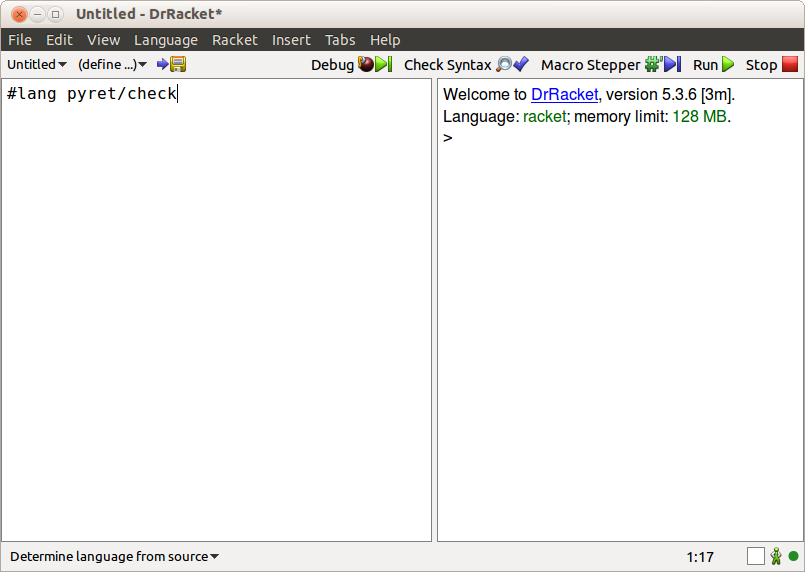 Untitled - DrRacket*
File Edit View Language Racket Insert Tabs Help
Untitled (define ...) Debug Check Syntax Macro Stepper Run Stop
#lang pyret/check
Welcome to DrRacket, version 5.3.6 [3m].
Language: racket; memory limit: 128 MB.
>
Determine language from source 1:17